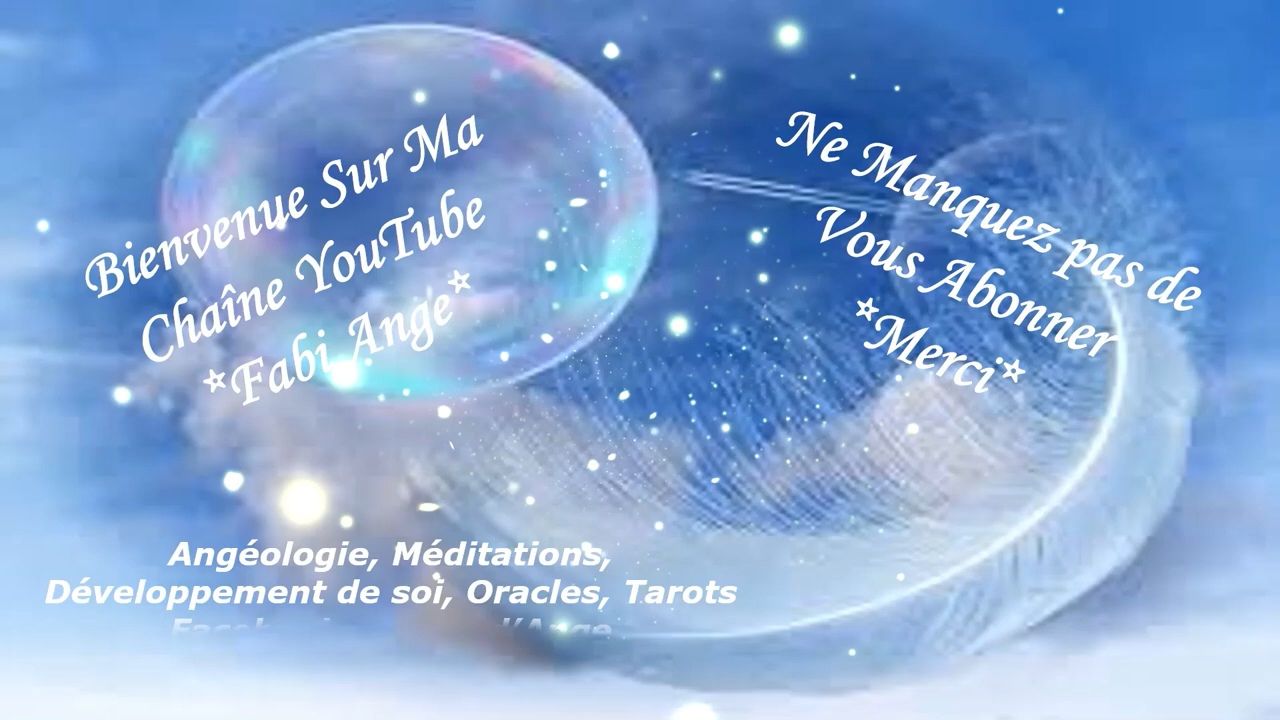 Bienvenue Sur Ma
Chaîne YouTube
*Fabi Ange*
Ne Manquez pas de
Vous Abonner
*Merci*
Angéologie, Méditations,
Développement de soi, Oracles, Tarots
l'Ange